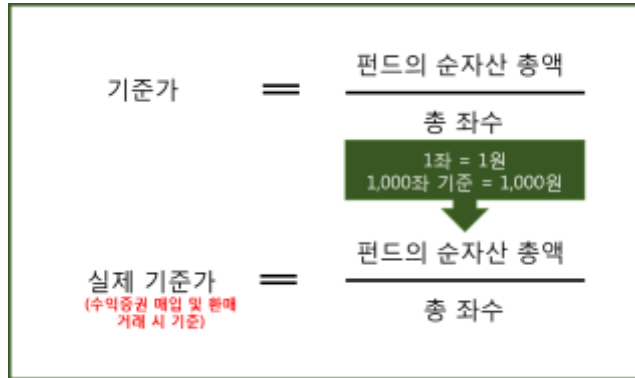 기준가 = 펀드의 순자산 총액
총 좌수
1좌 = 1원
1,000좌 기준 = 1,000원
실제 기준가 = 펀드의 순자산 총액
(수익증권 매입 및 환매
거래 시 기준)
총 좌수